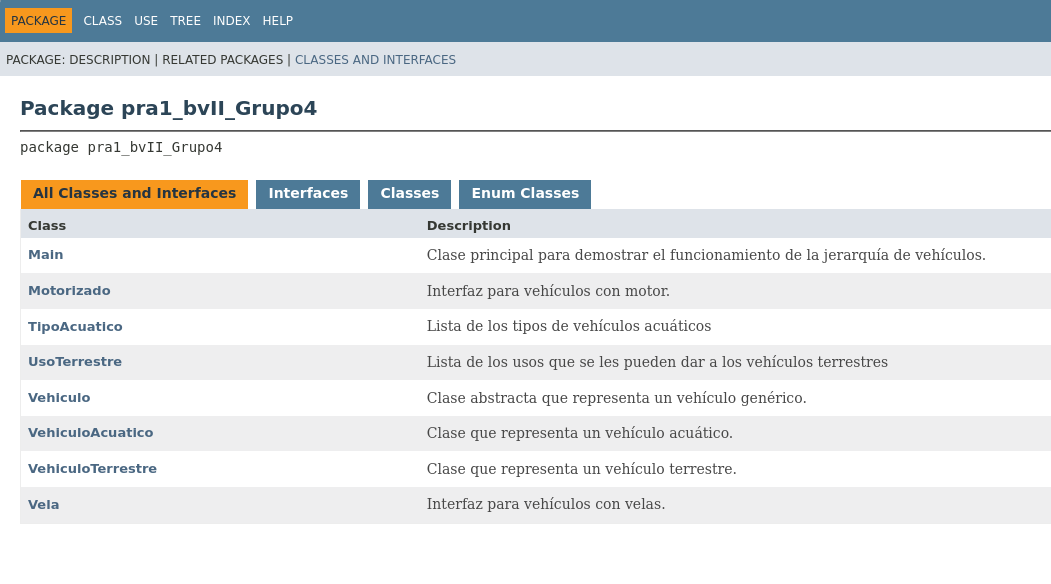 PACKAGE CLASS USE TREE INDEX HELP
PACKAGE: DESCRIPTION | RELATED PACKAGES | CLASSES AND INTERFACES
Package pra1_bvII_Grupo4
package pra1_bvII_Grupo4
All Classes and Interfaces Interfaces Classes Enum Classes
Class Description
Main Clase principal para demostrar el funcionamiento de la jerarquía de vehículos.
Motorizado Interfaz para vehículos con motor.
TipoAcuatico Lista de los tipos de vehículos acuáticos
UsoTerrestre Lista de los usos que se les pueden dar a los vehículos terrestres
Vehiculo Clase abstracta que representa un vehículo genérico.
VehiculoAcuatico Clase que representa un vehículo acuático.
VehiculoTerrestre Clase que representa un vehículo terrestre.
Vela Interfaz para vehículos con velas.